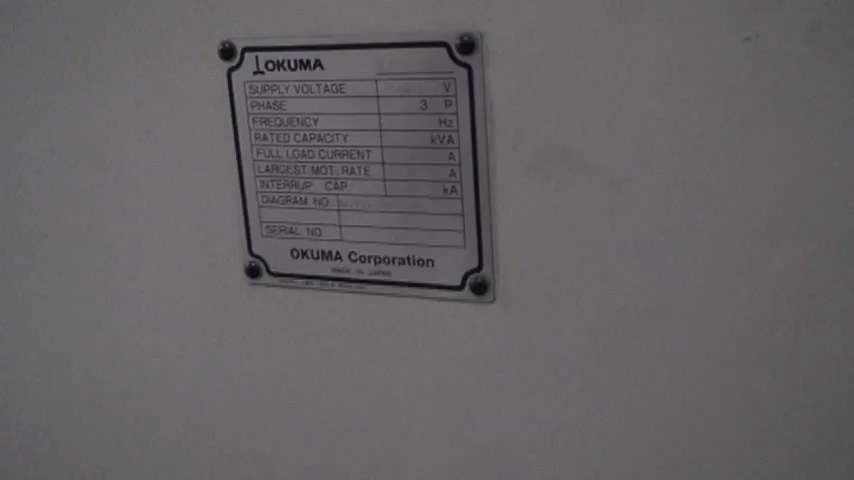 OKUMA
SUPPLY VOLTAGE V
PHASE 3 P
FREQUENCY Hz
RATED CAPACITY kVA
FULL LOAD CURRENT A
LARGEST MOT. RATE A
INTERRUP CAP kA
DIAGRAM NO.
SERIAL NO
OKUMA Corporation
MADE IN JAPAN